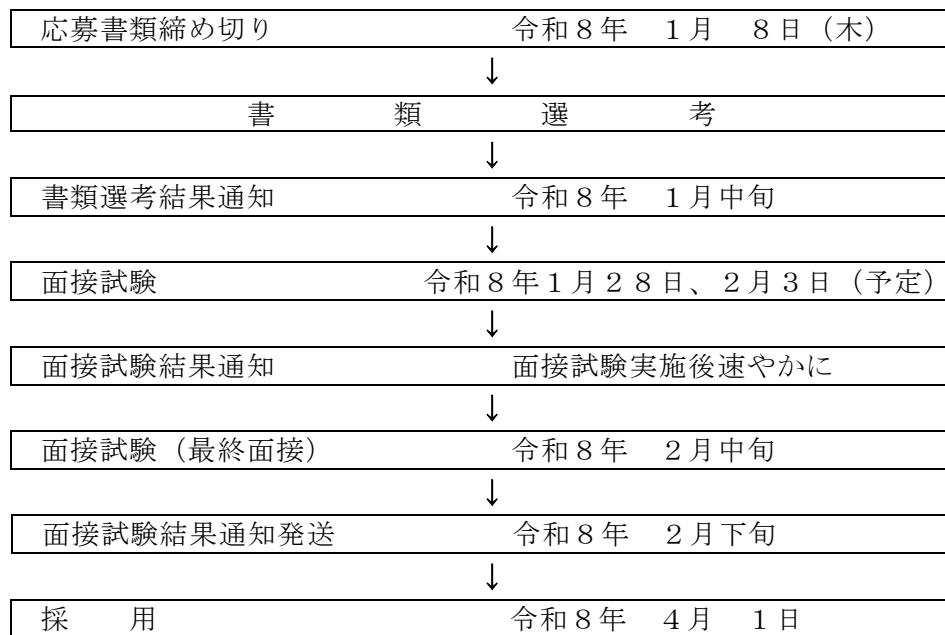 応募書類締め切り　　　　令和８年　１月　８日（木）
↓
書　　類　　選　　考
↓
書類選考結果通知　　　　令和８年　１月中旬
↓
面接試験　　　　令和８年１月２８日、２月３日（予定）
↓
面接試験結果通知　　　　面接試験実施後速やかに
↓
面接試験（最終面接）　　　　令和８年　２月中旬
↓
面接試験結果通知発送　　　　令和８年　２月下旬
↓
採　　用　　　　令和８年　４月　１日